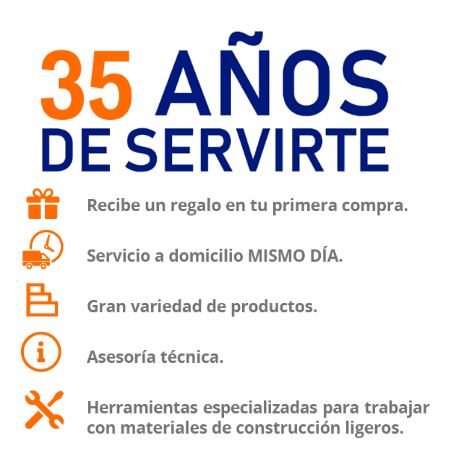 35 AÑOS
DE SERVIRTE
Recibe un regalo en tu primera compra.
Servicio a domicilio MISMO DÍA.
Gran variedad de productos.
Asesoría técnica.
Herramientas especializadas para trabajar
con materiales de construcción ligeros.